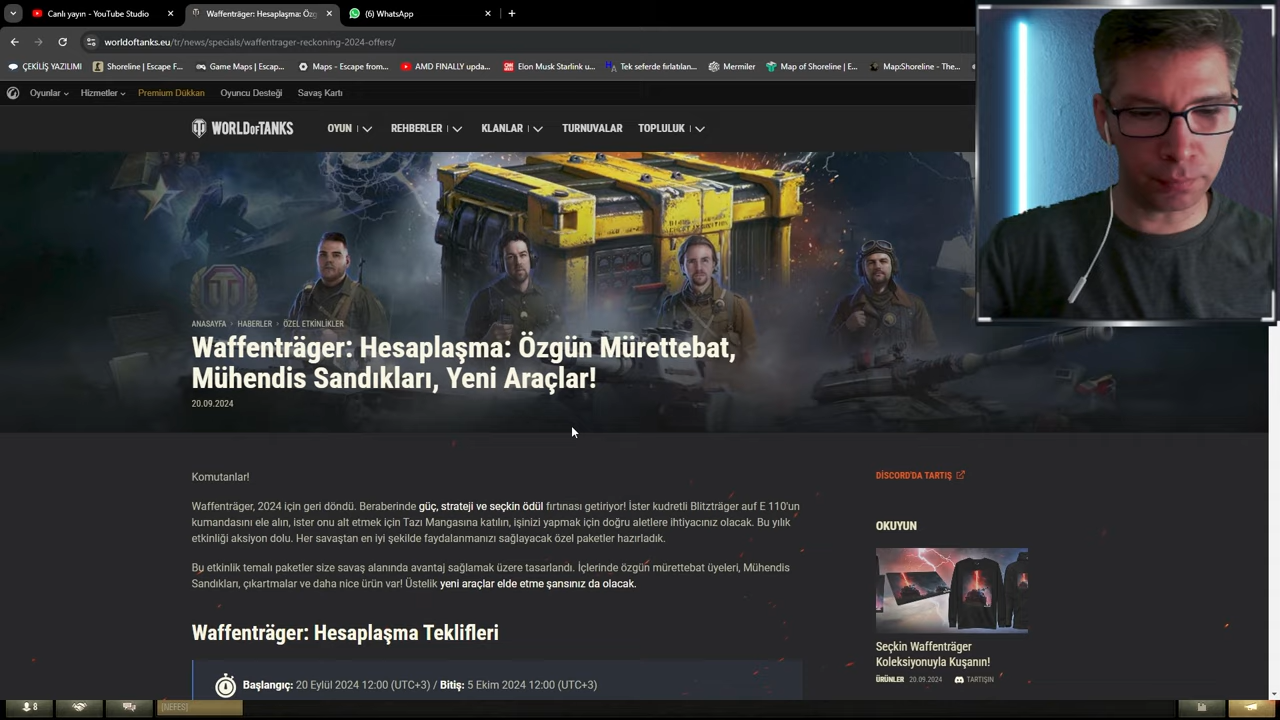 Canlı yayın - YouTube Studio
Waffenträger: Hesaplaşma: Özg
(6) WhatsApp
worldoftanks.eu/tr/news/specials/waffentrager-reckoning-2024-offers/
ÇEKİLİŞ YAZILIMI
Shoreline | Escape F...
Game Maps | Escap...
Maps - Escape from...
AMD FINALLY upda...
Elon Musk Starlink u...
Tek seferde fırlatılan...
Mermiler
Map of Shoreline | E...
Map:Shoreline - The...
Oyunlar
Hizmetler
Premium Dükkan
Oyuncu Desteği
Savaş Kartı
WORLD OF TANKS
OYUN
REHBERLER
KLANLAR
TURNUVALAR
TOPLULUK
ANASAYFA › HABERLER › ÖZEL ETKİNLİKLER
Waffenträger: Hesaplaşma: Özgün Mürettebat,
Mühendis Sandıkları, Yeni Araçlar!
20.09.2024
Komutanlar!
Waffenträger, 2024 için geri döndü. Beraberinde güç, strateji ve seçkin ödül fırtınası getiriyor! İster kudretli Blitzträger auf E 110'un
kumandasını ele alın, ister onu alt etmek için Tazı Mangasına katılın, işinizi yapmak için doğru aletlere ihtiyacınız olacak. Bu yılık
etkinliği aksiyon dolu. Her savaştan en iyi şekilde faydalanmanızı sağlayacak özel paketler hazırladık.
Bu etkinlik temalı paketler size savaş alanında avantaj sağlamak üzere tasarlandı. İçlerinde özgün mürettebat üyeleri, Mühendis
Sandıkları, çıkartmalar ve daha nice ürün var! Üstelik yeni araçlar elde etme şansınız da olacak.
Waffenträger: Hesaplaşma Teklifleri
Başlangıç: 20 Eylül 2024 12:00 (UTC+3) / Bitiş: 5 Ekim 2024 12:00 (UTC+3)
DİSCORD'DA TARTIŞ
OKUYUN
Seçkin Waffenträger
Koleksiyonuyla Kuşanın!
ÜRÜNLER 20.09.2024 TARTIŞIN
8
[NEFES]